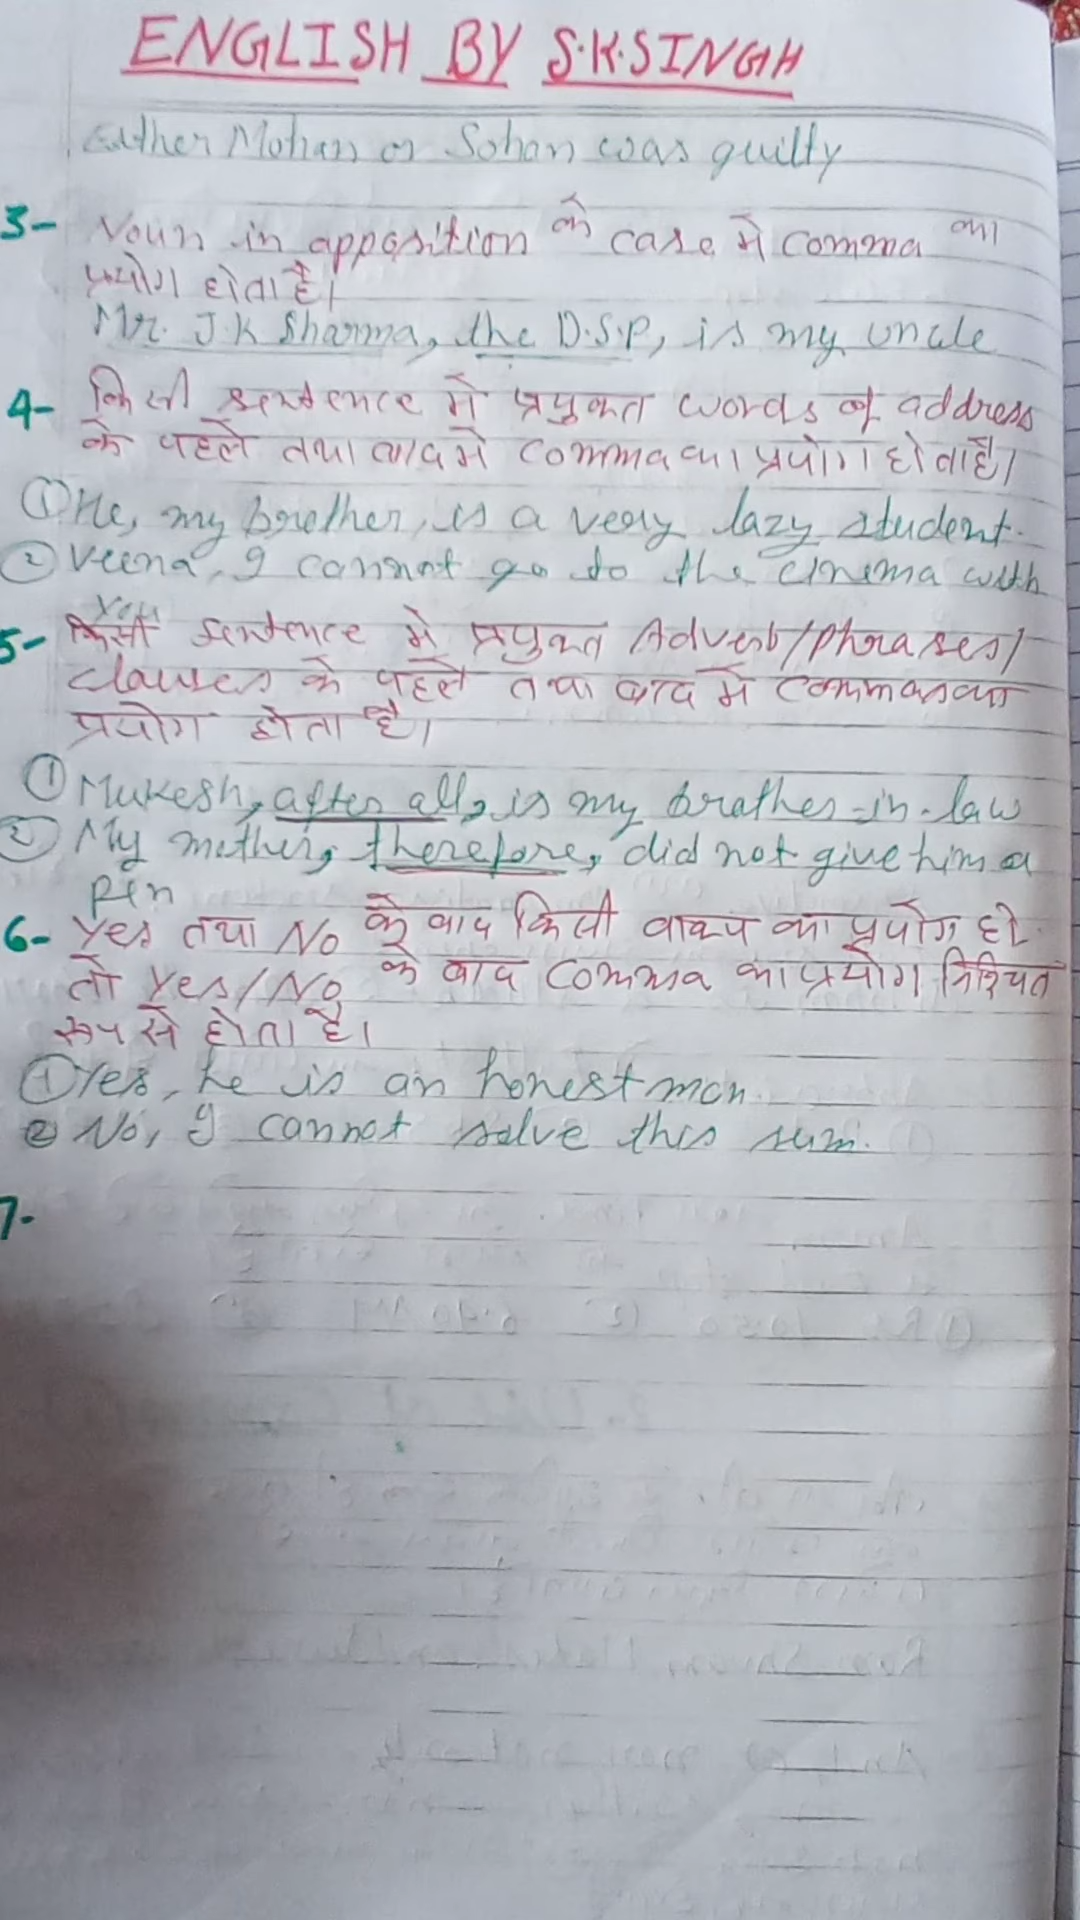 ENGLISH BY S.K.SINGH
Either Mohan or Sohan was guilty
3- Noun in apposition के case में comma का
प्रयोग होता है।
Mr. J.K Sharma, the D.S.P, is my uncle
4- किसी sentence में प्रयुक्त words of address
के पहले तथा बाद में comma का प्रयोग होता है।
① He, my brother, is a very lazy student.
② Veena, I cannot go to the cinema with
you
5- किसी sentence में प्रयुक्त Adverb/phrases/
clauses के पहले तथा बाद में commas का
प्रयोग होता है।
① Mukesh, after all, is my brother-in-law
② My mother, therefore, did not give him a
pen
6- Yes तथा No के बाद किसी वाक्य का प्रयोग हो
तो Yes/No के बाद comma का प्रयोग निश्चित
रूप से होता है।
① Yes, he is an honest man.
② No, I cannot solve this sum.
7-